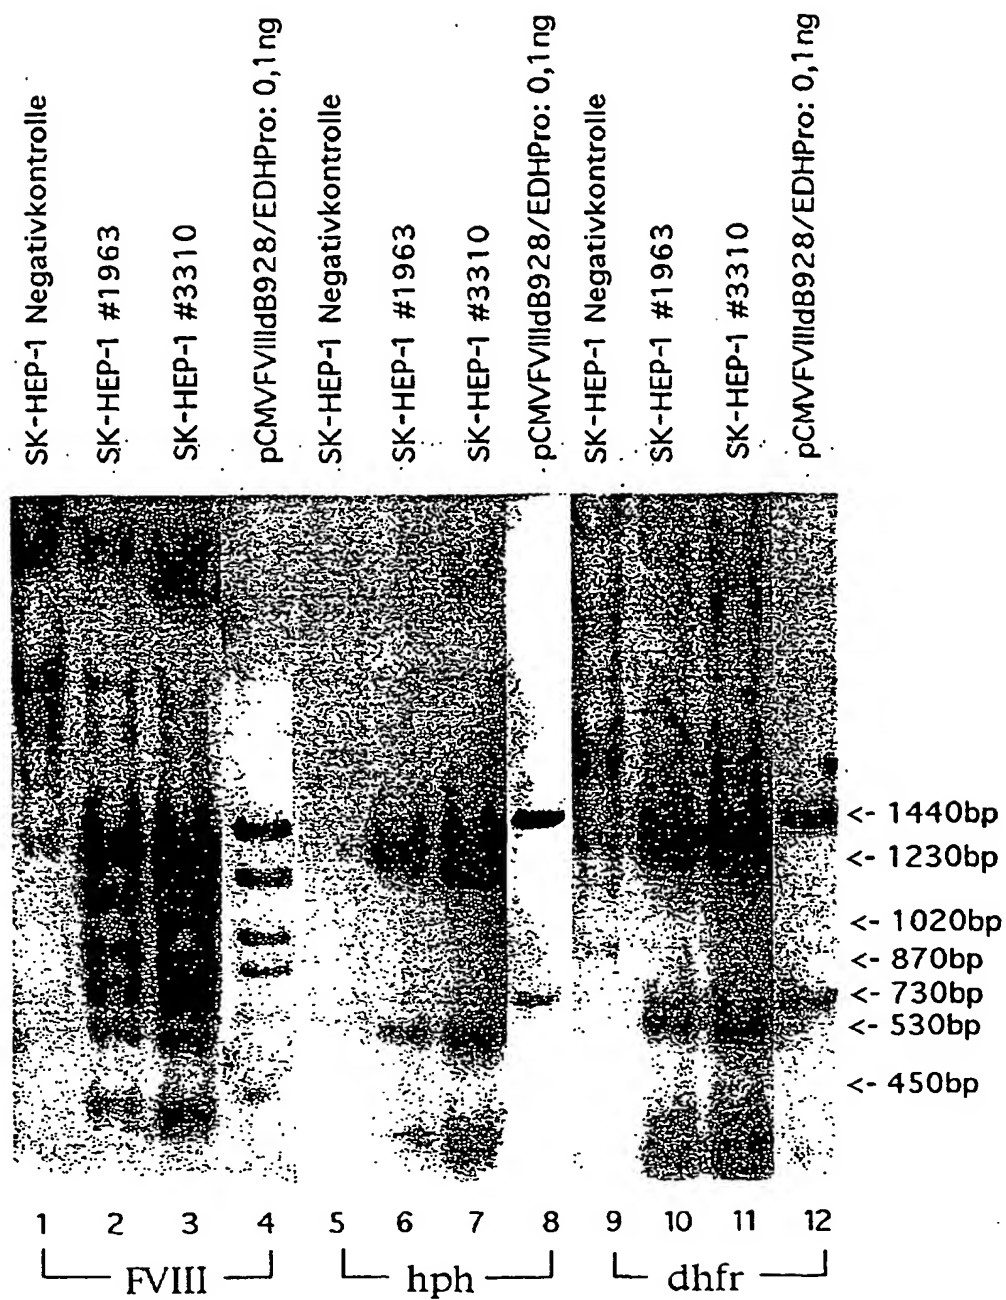 SK-HEP-1 Negativkontrolle
SK-HEP-1 #1963
SK-HEP-1 #3310
pCMVFVIIIdB928/EDHPro: 0,1ng
SK-HEP-1 Negativkontrolle
SK-HEP-1 #1963
SK-HEP-1 #3310
pCMVFVIIIdB928/EDHPro: 0,1ng
SK-HEP-1 Negativkontrolle
SK-HEP-1 #1963
SK-HEP-1 #3310
pCMVFVIIIdB928/EDHPro: 0,1ng
<- 1440bp
<- 1230bp
<- 1020bp
<- 870bp
<- 730bp
<- 530bp
<- 450bp
1 2 3 4 5 6 7 8 9 10 11 12
FVIII hph dhfr